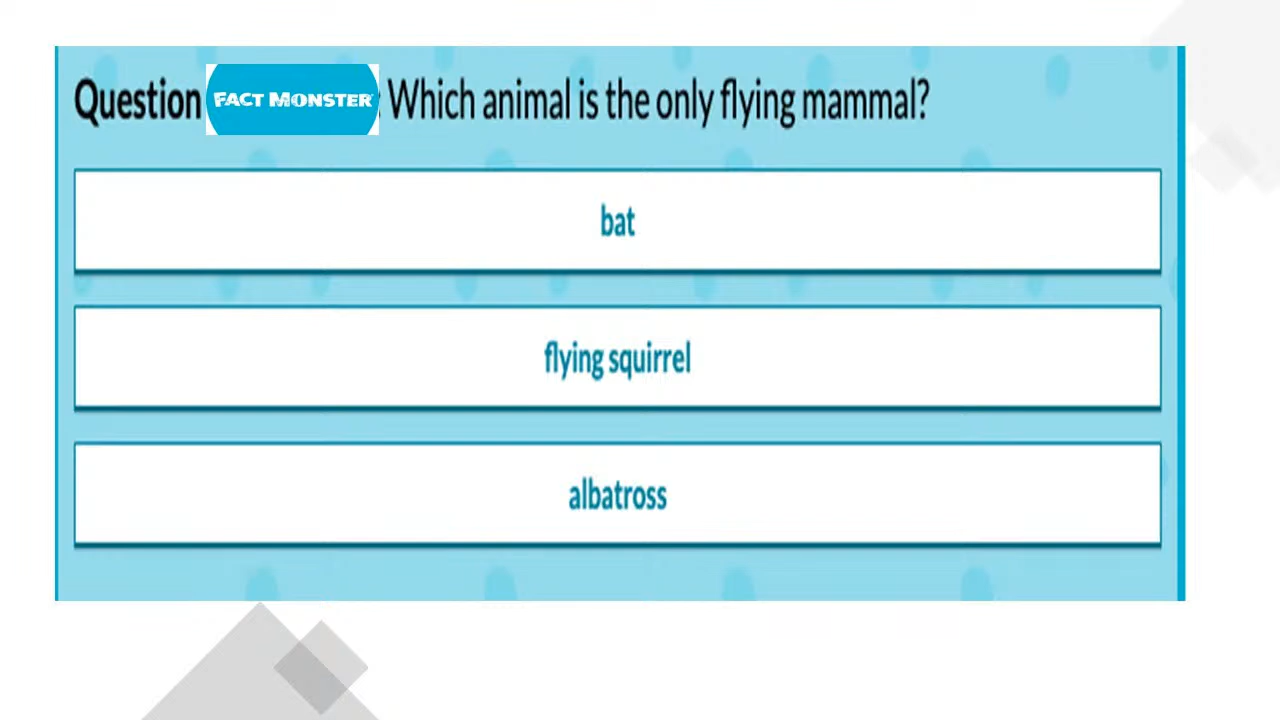 Question FACT MONSTER : Which animal is the only flying mammal?
bat
flying squirrel
albatross